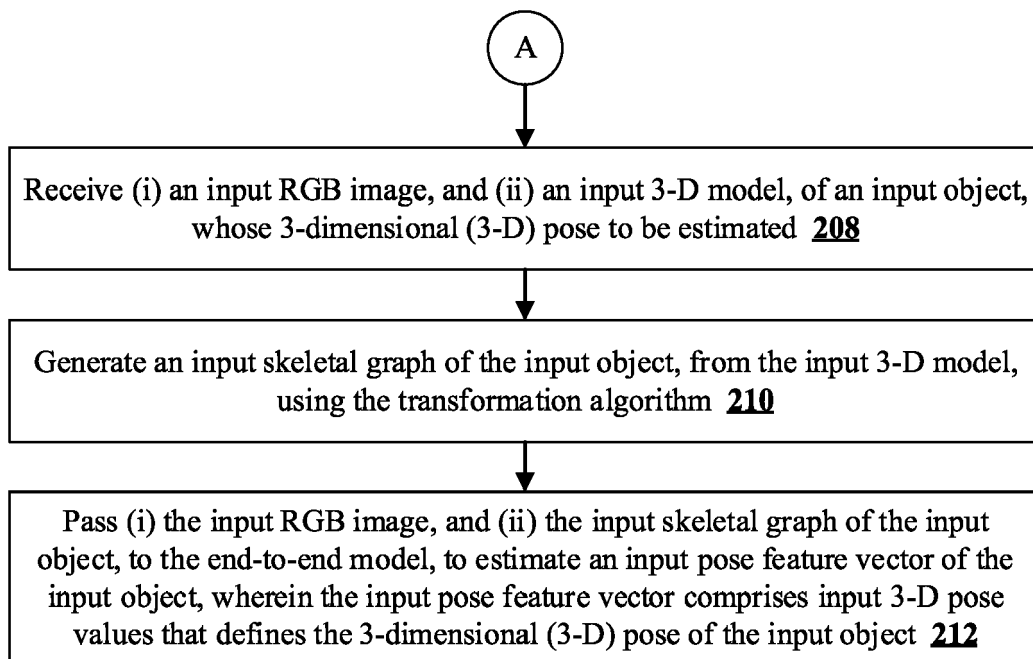 A
Receive (i) an input RGB image, and (ii) an input 3-D model, of an input object,
whose 3-dimensional (3-D) pose to be estimated 208
Generate an input skeletal graph of the input object, from the input 3-D model,
using the transformation algorithm 210
Pass (i) the input RGB image, and (ii) the input skeletal graph of the input
object, to the end-to-end model, to estimate an input pose feature vector of the
input object, wherein the input pose feature vector comprises input 3-D pose
values that defines the 3-dimensional (3-D) pose of the input object 212